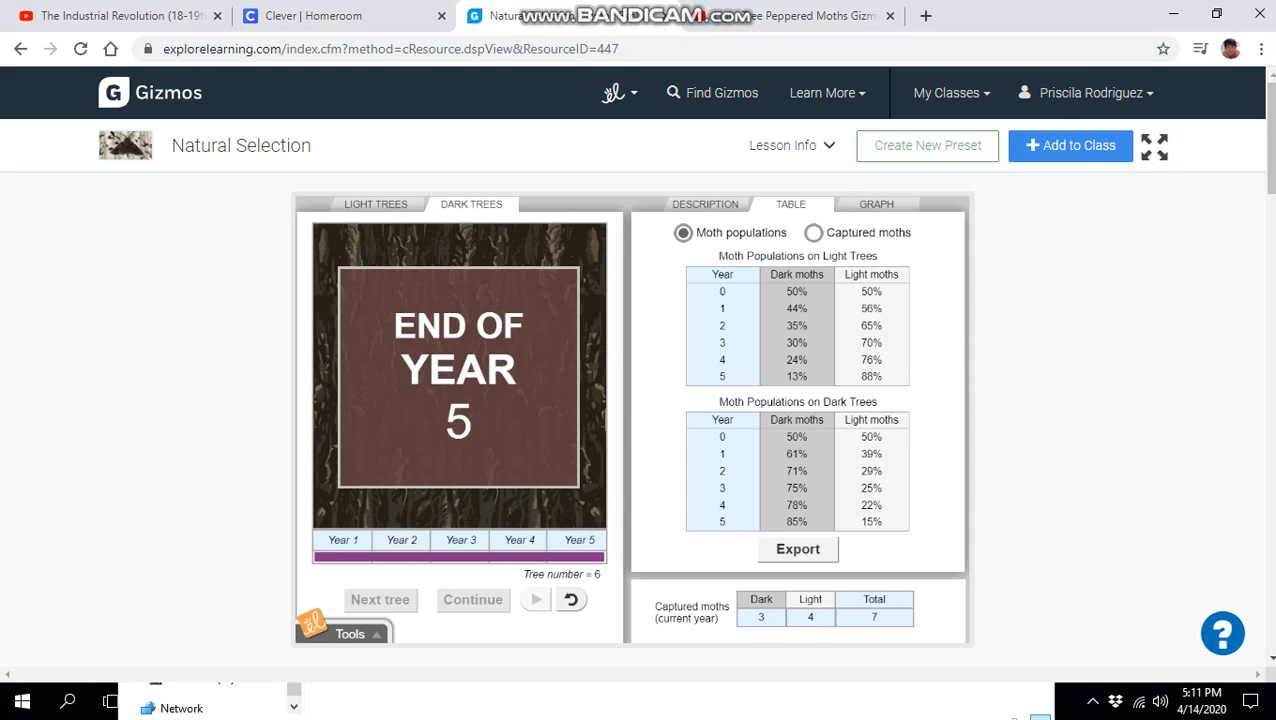 The Industrial Revolution (18-19t
Clever | Homeroom
Natu
www.BANDICAM.com
ee Peppered Moths Gizm
explorelearning.com/index.cfm?method=cResource.dspView&ResourceID=447
G Gizmos
Find Gizmos
Learn More
My Classes
Priscila Rodriguez
Natural Selection
Lesson Info
Create New Preset
+ Add to Class
LIGHT TREES
DARK TREES
DESCRIPTION
TABLE
GRAPH
Moth populations
Captured moths
Moth Populations on Light Trees
Year Dark moths Light moths
0 50% 50%
1 44% 56%
2 35% 65%
3 30% 70%
4 24% 76%
5 13% 88%
END OF
YEAR
5
Moth Populations on Dark Trees
Year Dark moths Light moths
0 50% 50%
1 61% 39%
2 71% 29%
3 75% 25%
4 78% 22%
5 85% 15%
Year 1 Year 2 Year 3 Year 4 Year 5
Export
Tree number = 6
Next tree
Continue
Captured moths
(current year)
Dark Light Total
3 4 7
Tools
?
Network
5:11 PM
4/14/2020